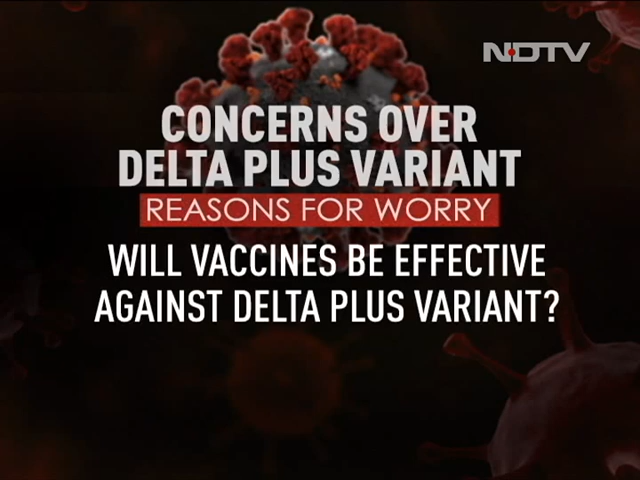 NDTV
CONCERNS OVER
DELTA PLUS VARIANT
REASONS FOR WORRY
WILL VACCINES BE EFFECTIVE
AGAINST DELTA PLUS VARIANT?